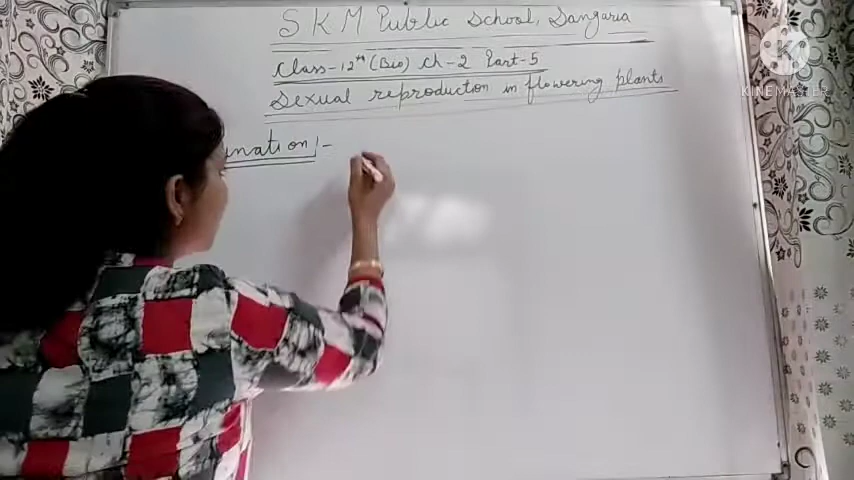 SKM Public School, Sangaria
Class-12th (Bio) Ch-2 Part-5
Sexual reproduction in flowering plants
KINEMASTER